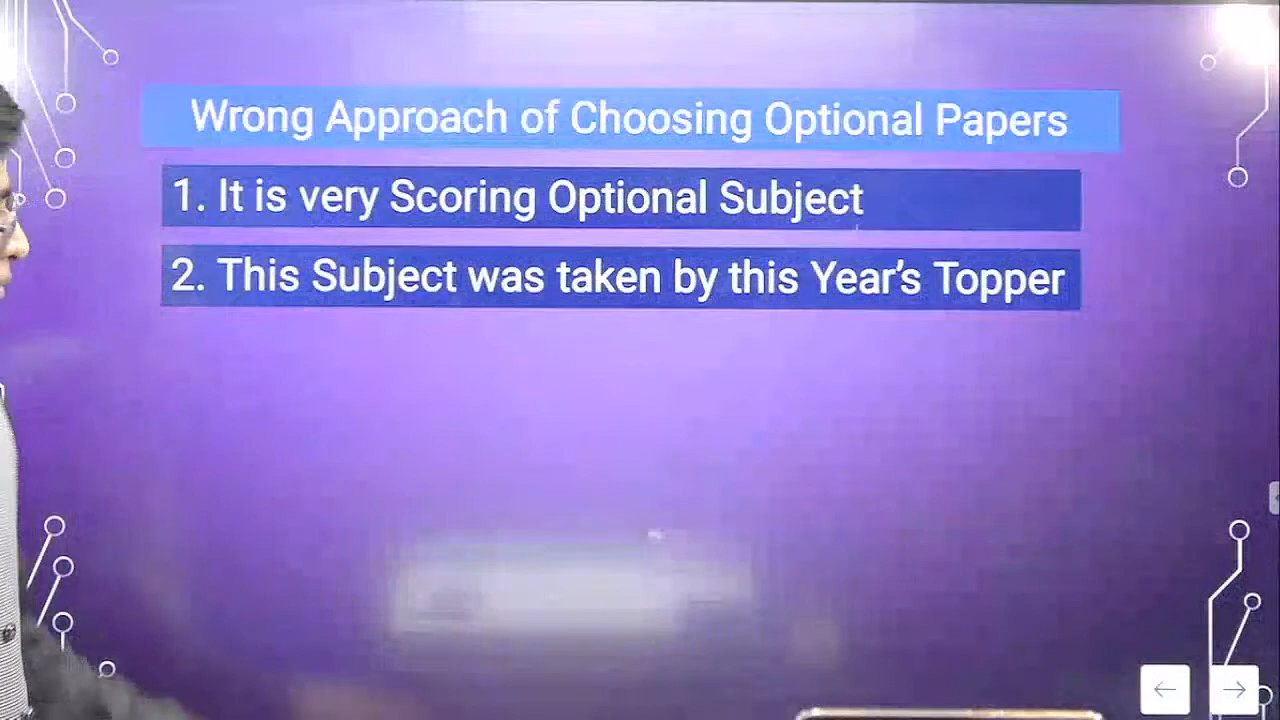 Wrong Approach of Choosing Optional Papers
1. It is very Scoring Optional Subject
2. This Subject was taken by this Year's Topper